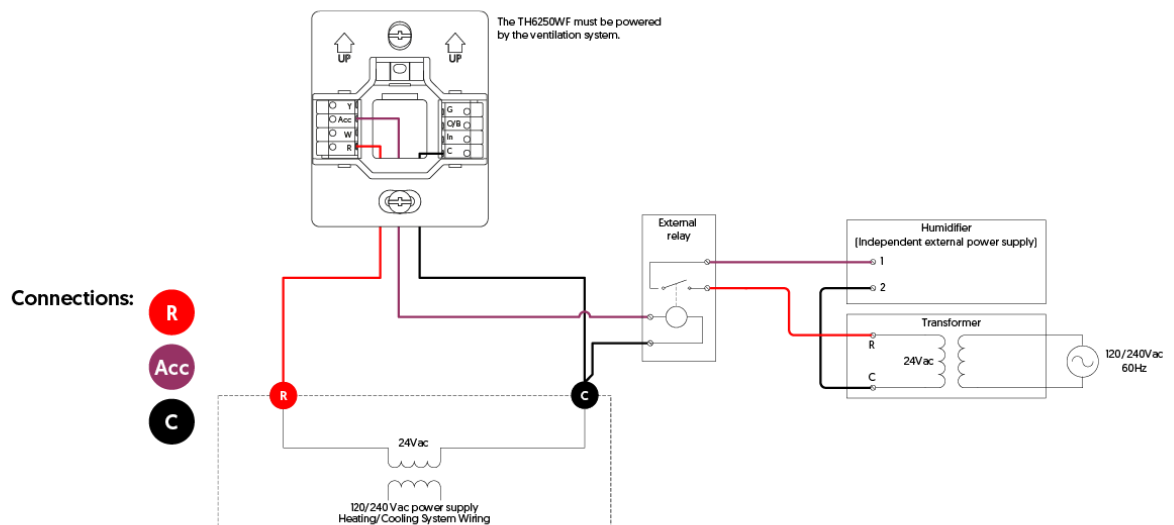 The TH6250WF must be powered
by the ventilation system.
UP
UP
Y
Acc
W
R
G
O/B
In
C
External
relay
Humidifier
(Independent external power supply)
1
2
Connections:
R
Acc
C
Transformer
R
24Vac
C
120/240Vac
60Hz
R
C
24Vac
120/240 Vac power supply
Heating/Cooling System Wiring